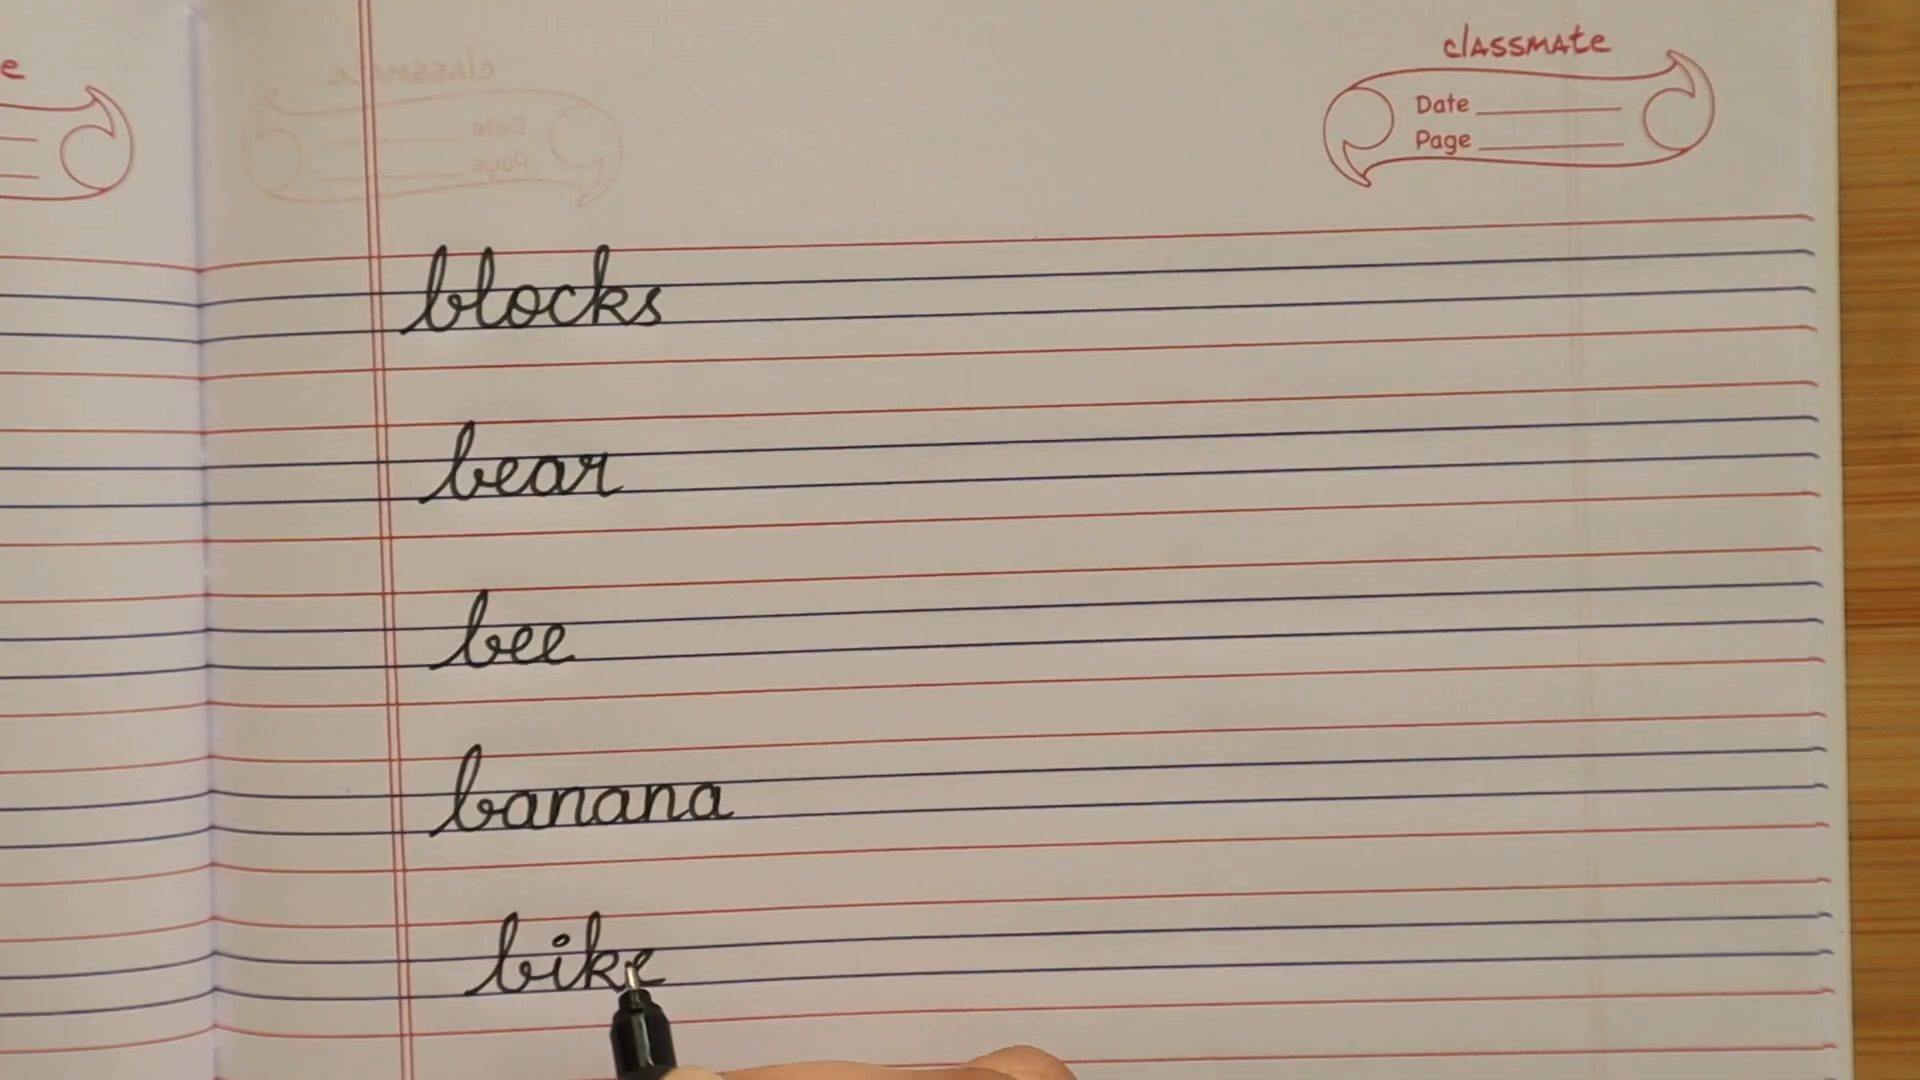 classmate
Date
Page
blocks
bear
bee
banana
bike